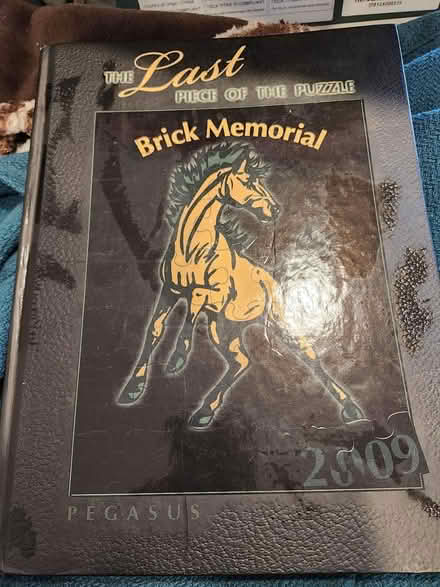 THE Last
PIECE OF THE PUZZLE
Brick Memorial
2009
PEGASUS